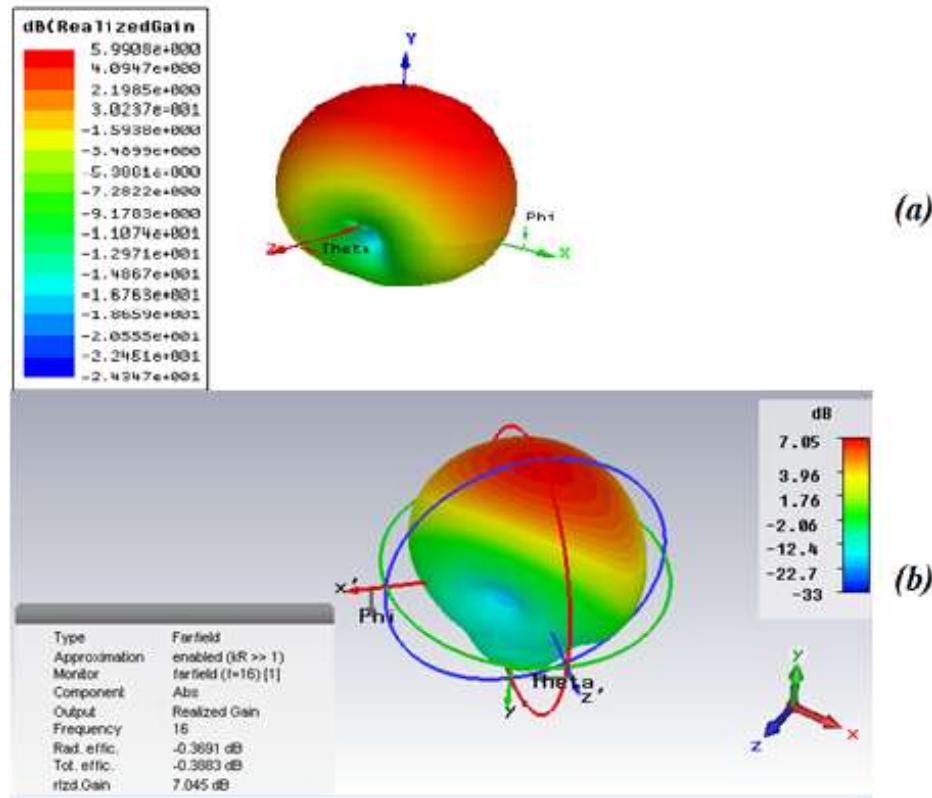 dB(RealizedGain
5.9908e+000
4.0947e+000
2.1985e+000
3.0237e-001
-1.5938e+000
-3.4899e+000
-5.3861e+000
-7.2822e+000
-9.1783e+000
-1.1074e+001
-1.2971e+001
-1.4867e+001
-1.6763e+001
-1.8659e+001
-2.0555e+001
-2.2451e+001
-2.4347e+001
Y
Phi
Z
Theta
X
(a)
dB
7.05
3.96
1.76
-2.06
-12.4
-22.7
-33
x'
Phi
Theta
y'
z'
(b)
y
z
x
Type Farfield
Approximation enabled (kR >> 1)
Monitor farfield (f=16) [1]
Component Abs
Output Realized Gain
Frequency 16
Rad. effic. -0.3691 dB
Tot. effic. -0.3883 dB
rlzd.Gain 7.045 dB